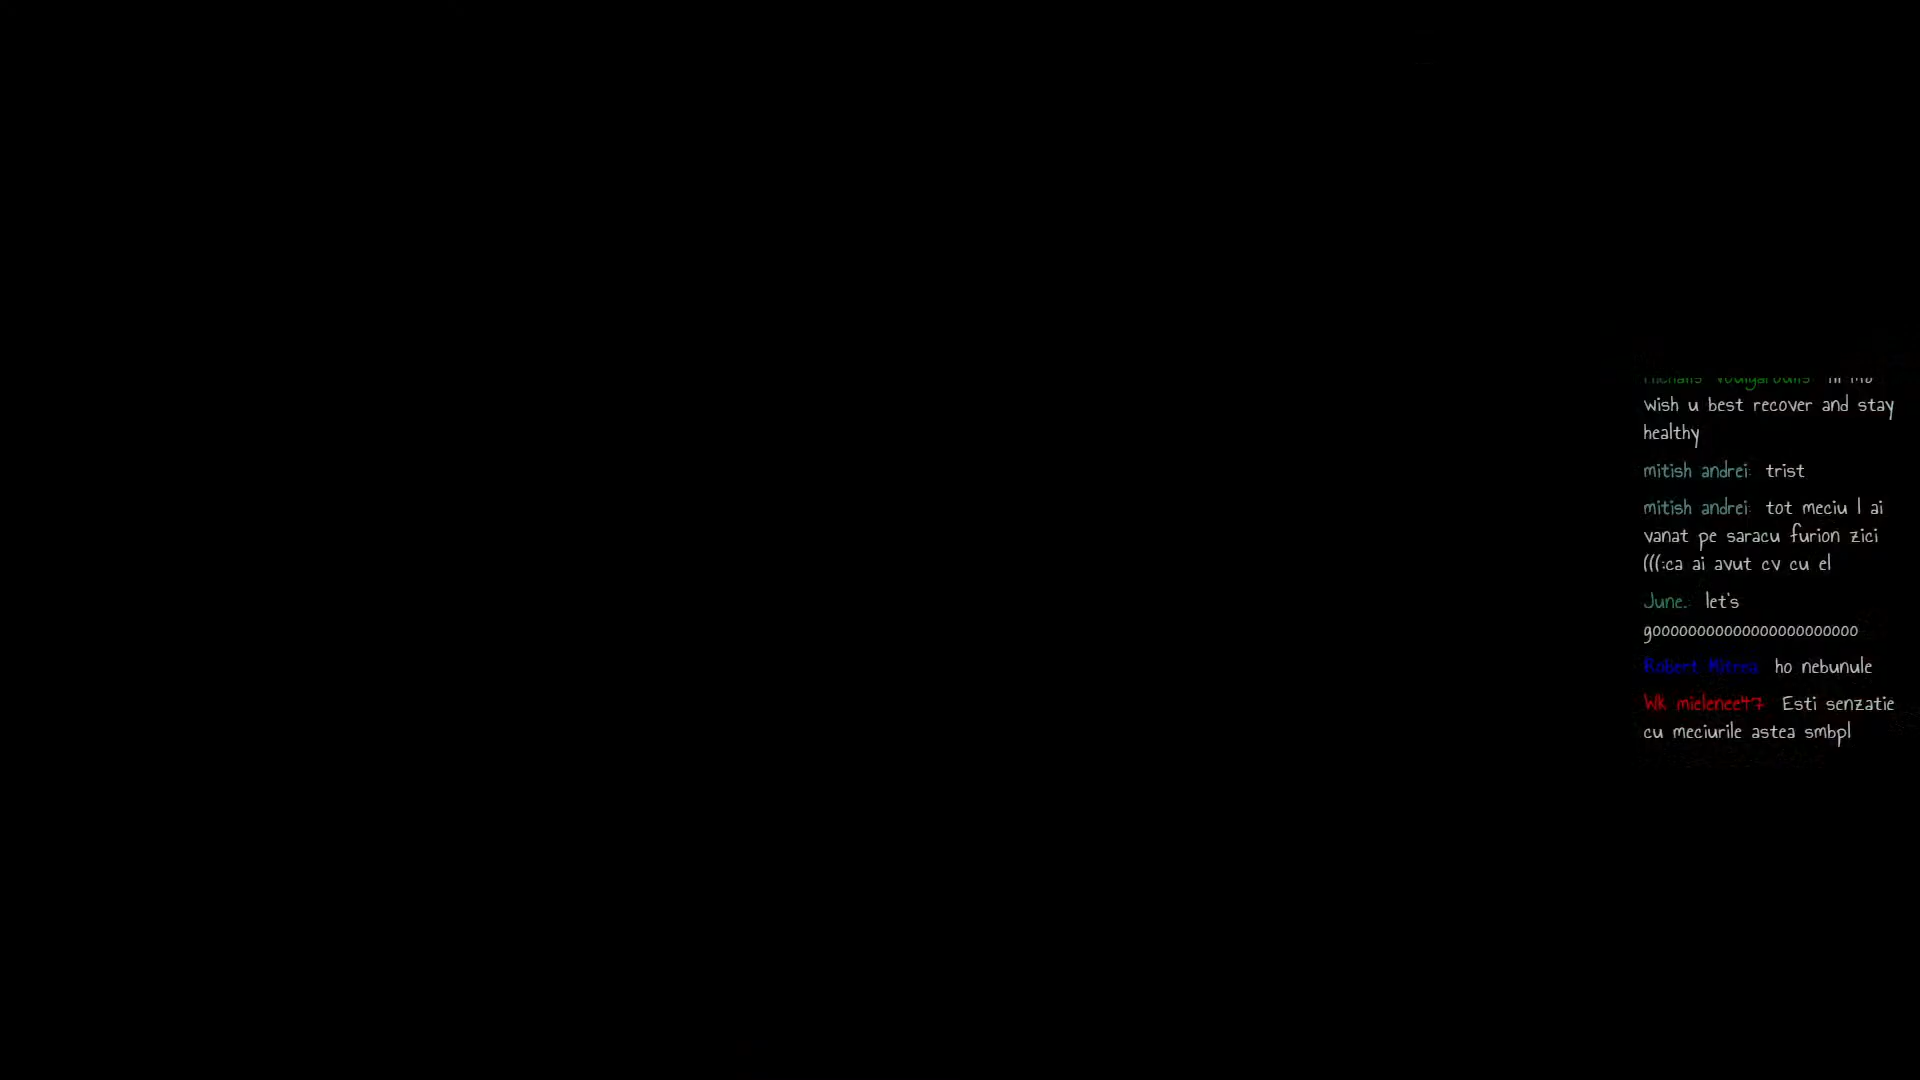 wish u best recover and stay
healthy
mitish andrei: trist
mitish andrei: tot meciu l ai
vanat pe saracu furion zici
(((:ca ai avut cv cu el
June.: let's
gooooooooooooooooooooooo
Robert ho nebunule
Wk mielenee47 Esti senzatie
cu meciurile astea smbpl